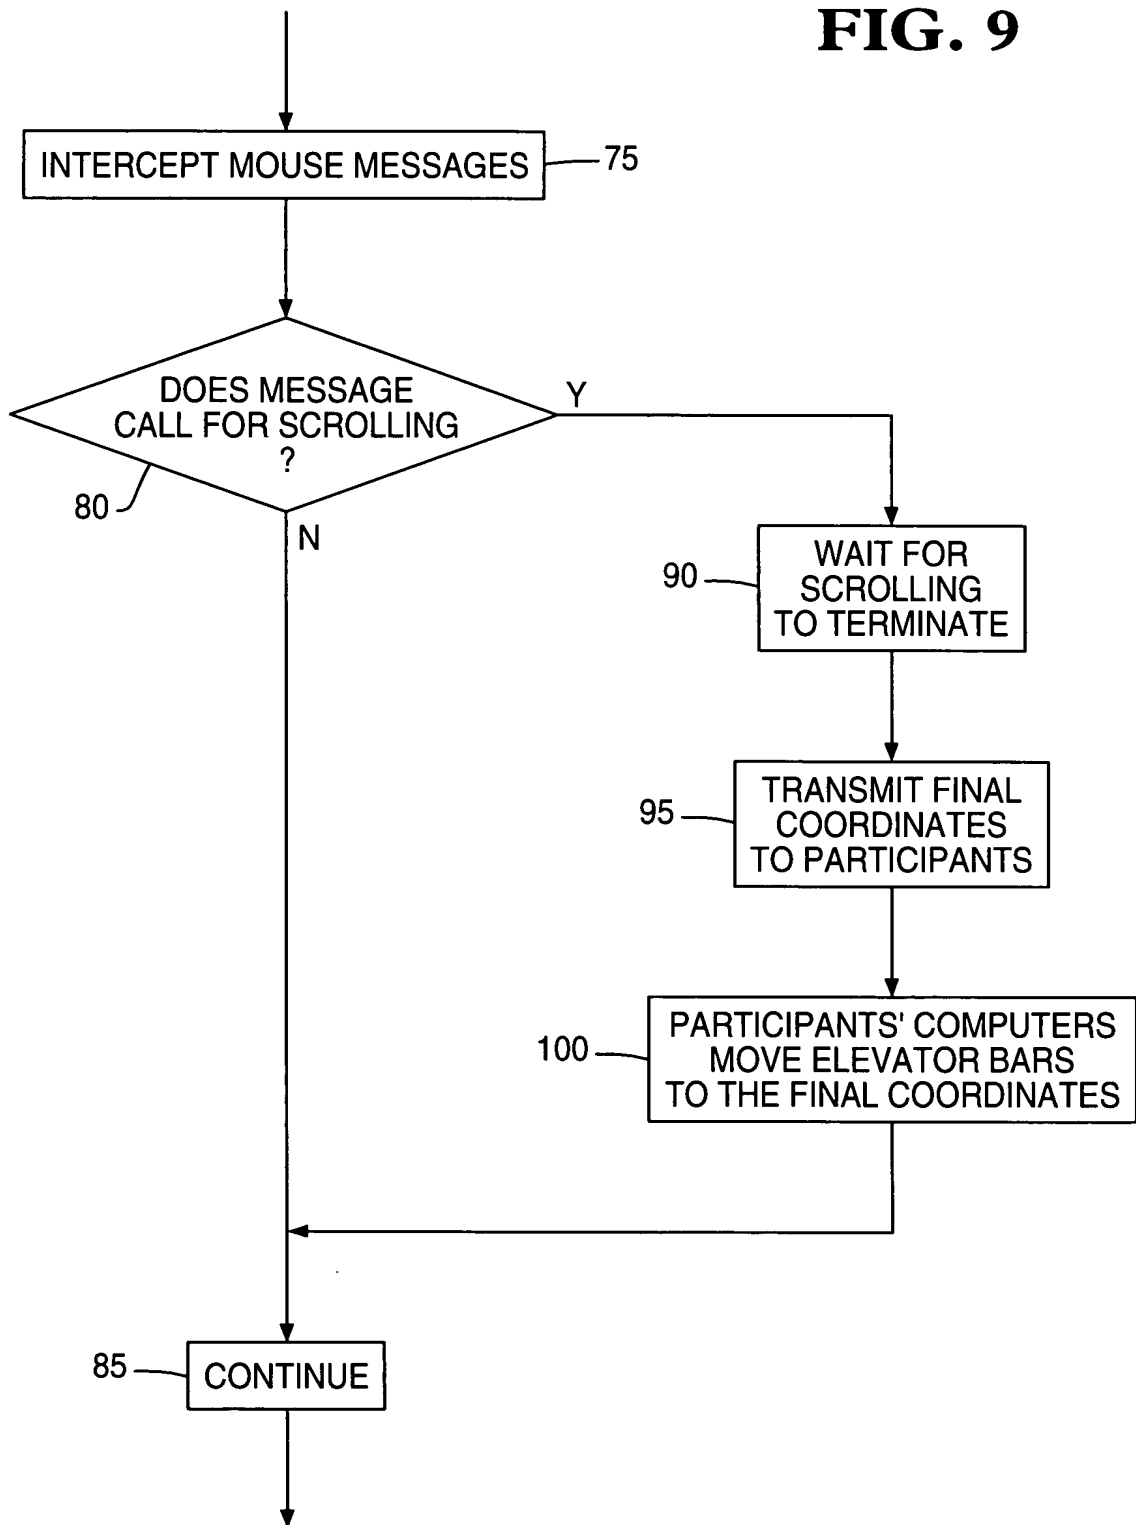 FIG. 9
INTERCEPT MOUSE MESSAGES
75
DOES MESSAGE
CALL FOR SCROLLING
?
80
Y
N
WAIT FOR
SCROLLING
TO TERMINATE
90
TRANSMIT FINAL
COORDINATES
TO PARTICIPANTS
95
PARTICIPANTS' COMPUTERS
MOVE ELEVATOR BARS
TO THE FINAL COORDINATES
100
85
CONTINUE